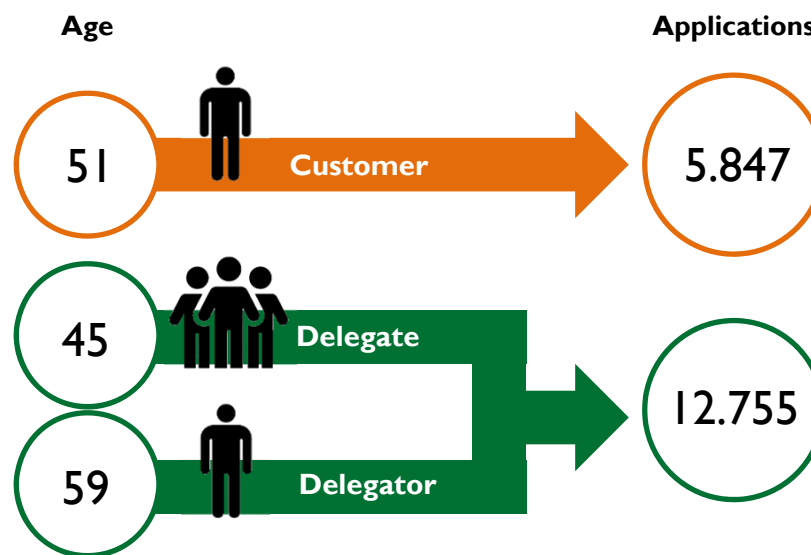 Age
Applications
51
Customer
5.847
45
Delegate
12.755
59
Delegator